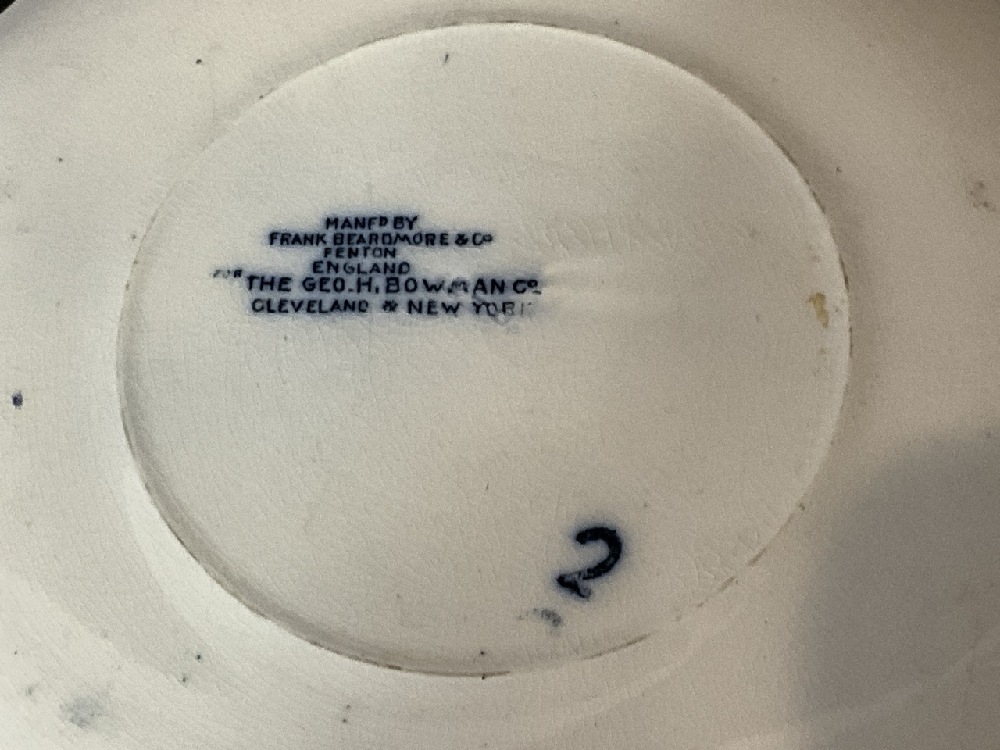 MANFD BY
FRANK BEARDMORE & Co
FENTON
ENGLAND
FOR THE GEO. H. BOWMAN Co.
CLEVELAND & NEW YORK
2